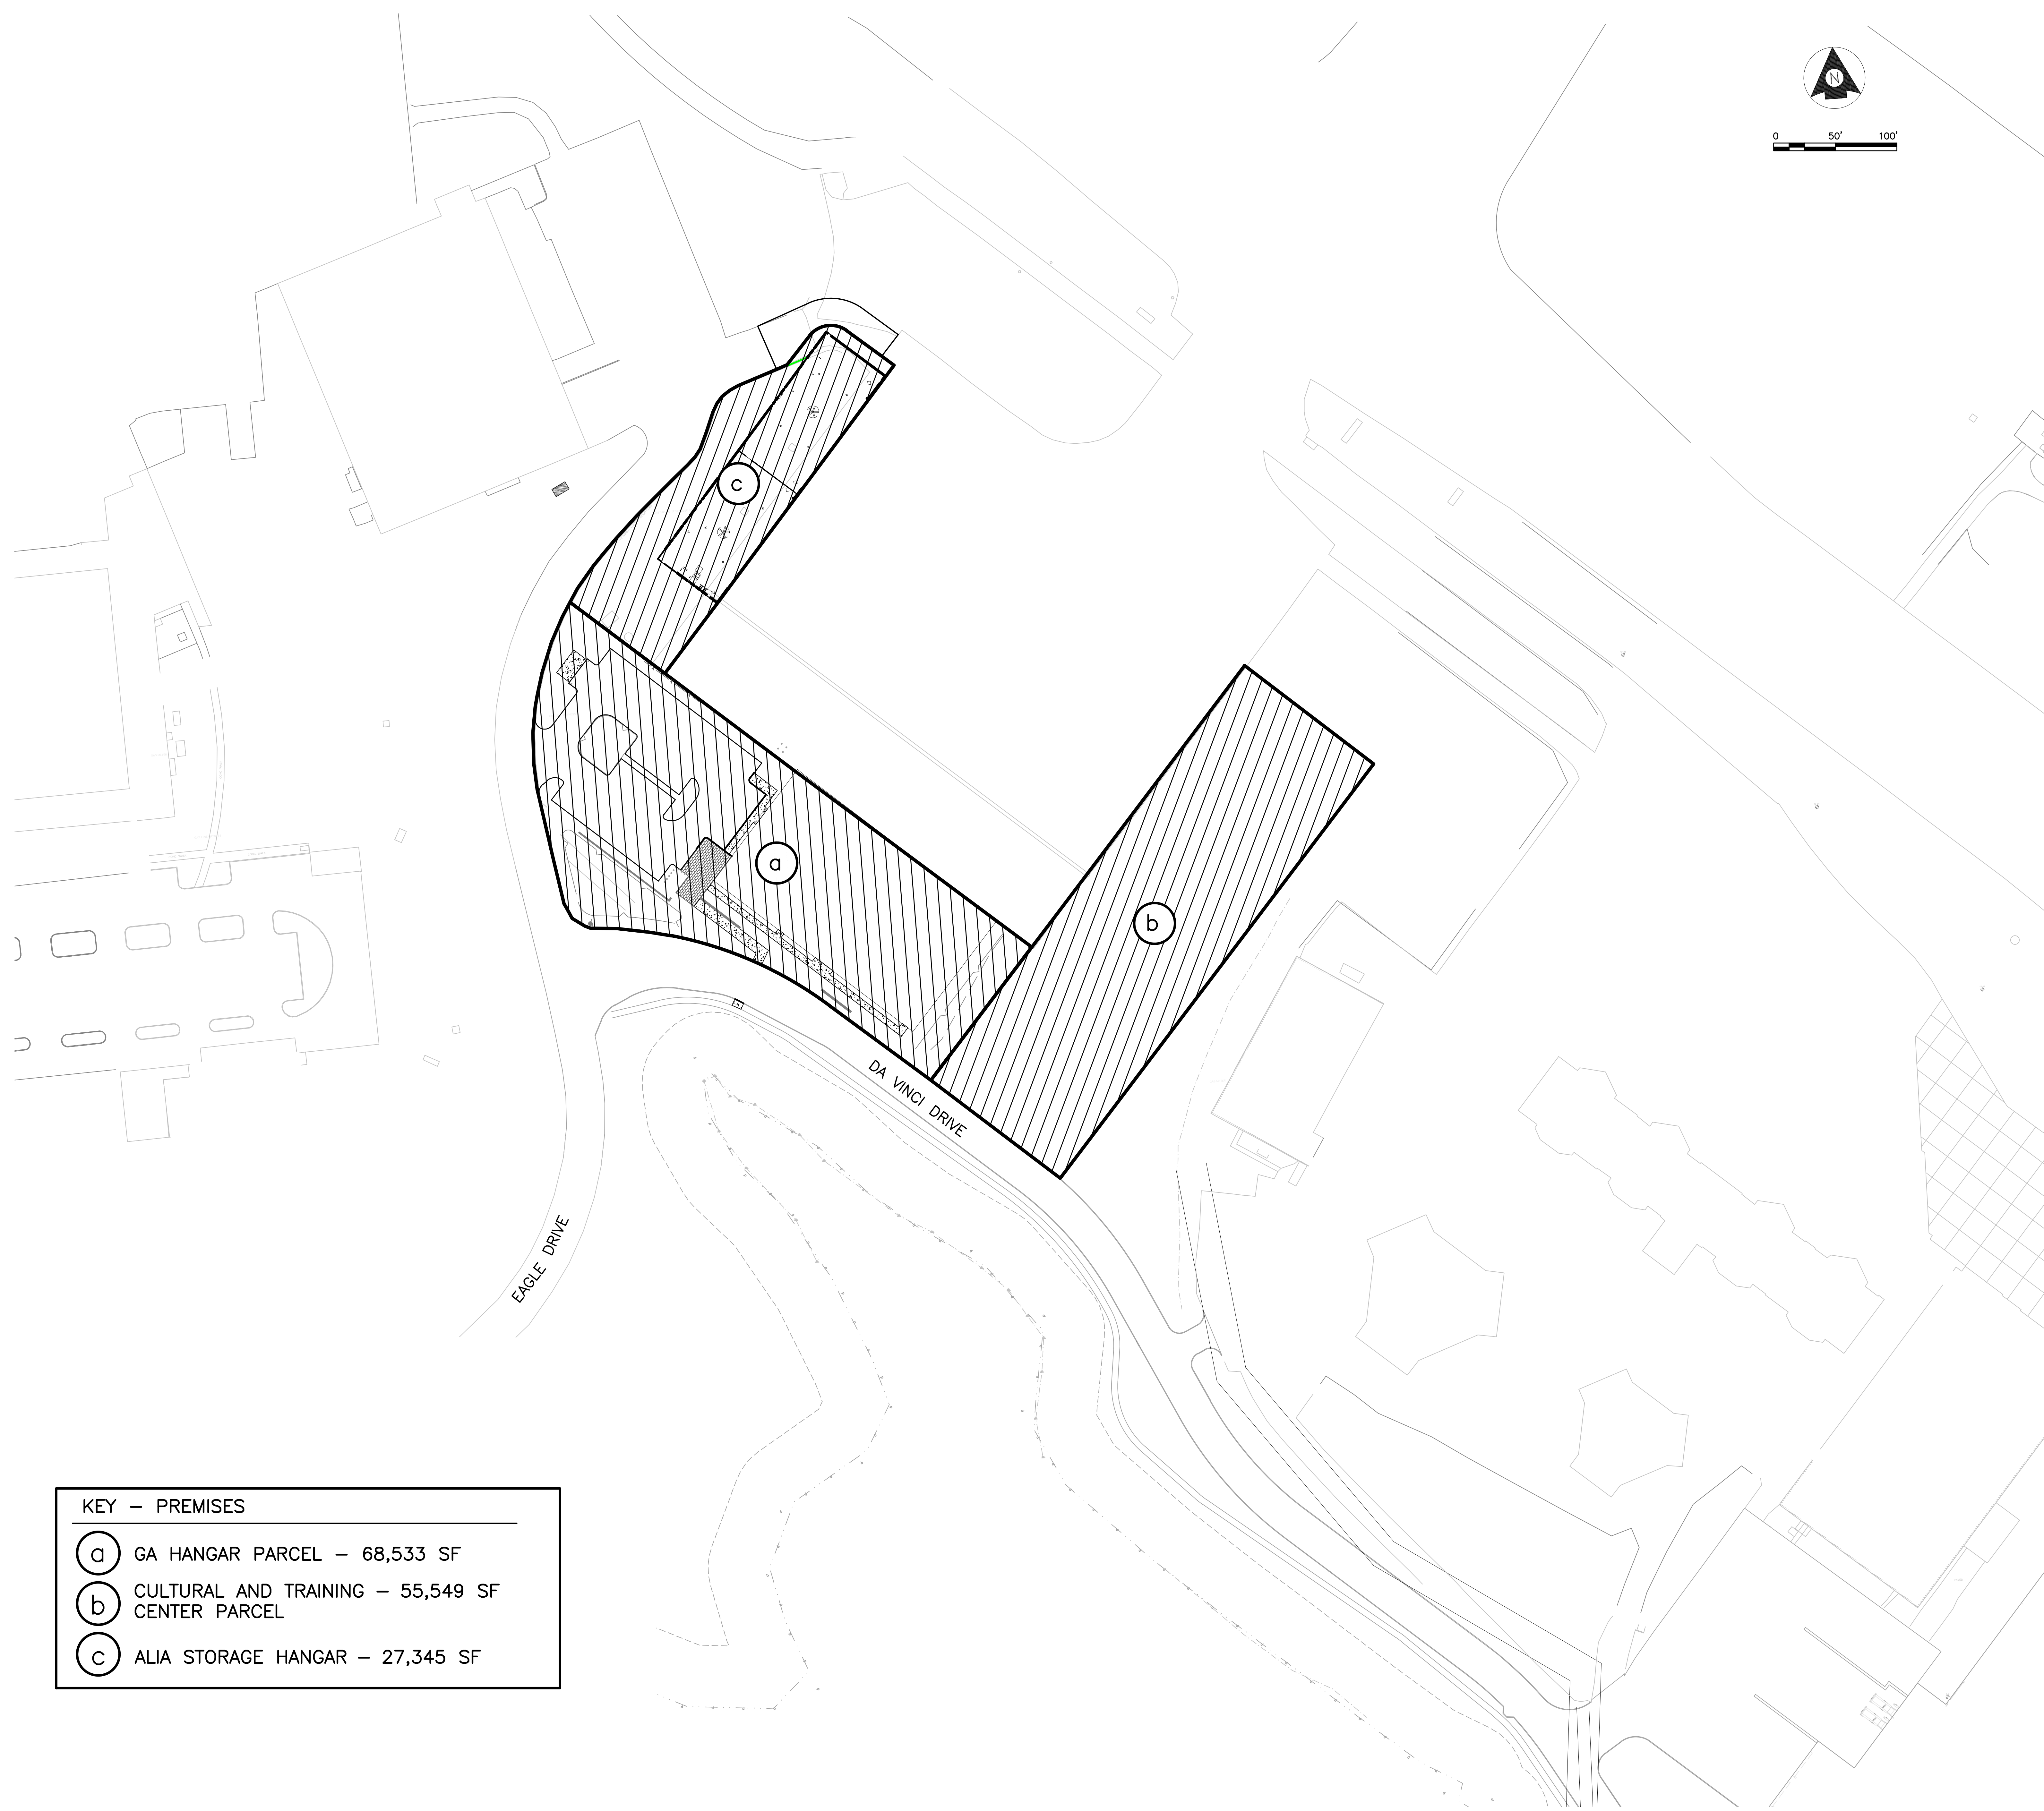 N
0 50' 100'
c
a
b
DA VINCI DRIVE
EAGLE DRIVE
KEY – PREMISES
a GA HANGAR PARCEL – 68,533 SF
b CULTURAL AND TRAINING – 55,549 SF
CENTER PARCEL
c ALIA STORAGE HANGAR – 27,345 SF